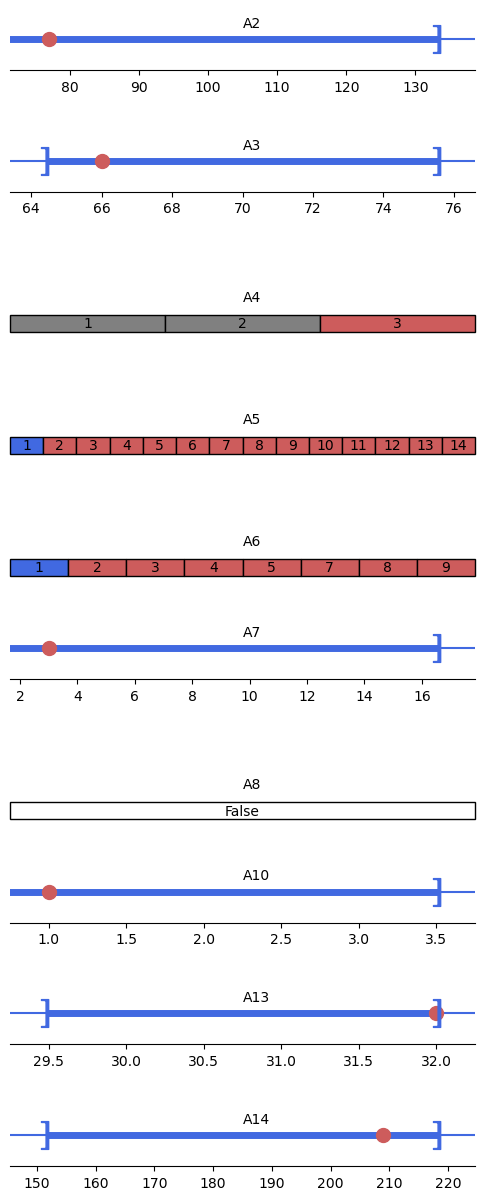 A2
80 90 100 110 120 130
A3
64 66 68 70 72 74 76
A4
1 2 3
A5
1 2 3 4 5 6 7 8 9 10 11 12 13 14
A6
1 2 3 4 5 7 8 9
A7
2 4 6 8 10 12 14 16
A8
False
A10
1.0 1.5 2.0 2.5 3.0 3.5
A13
29.5 30.0 30.5 31.0 31.5 32.0
A14
150 160 170 180 190 200 210 220